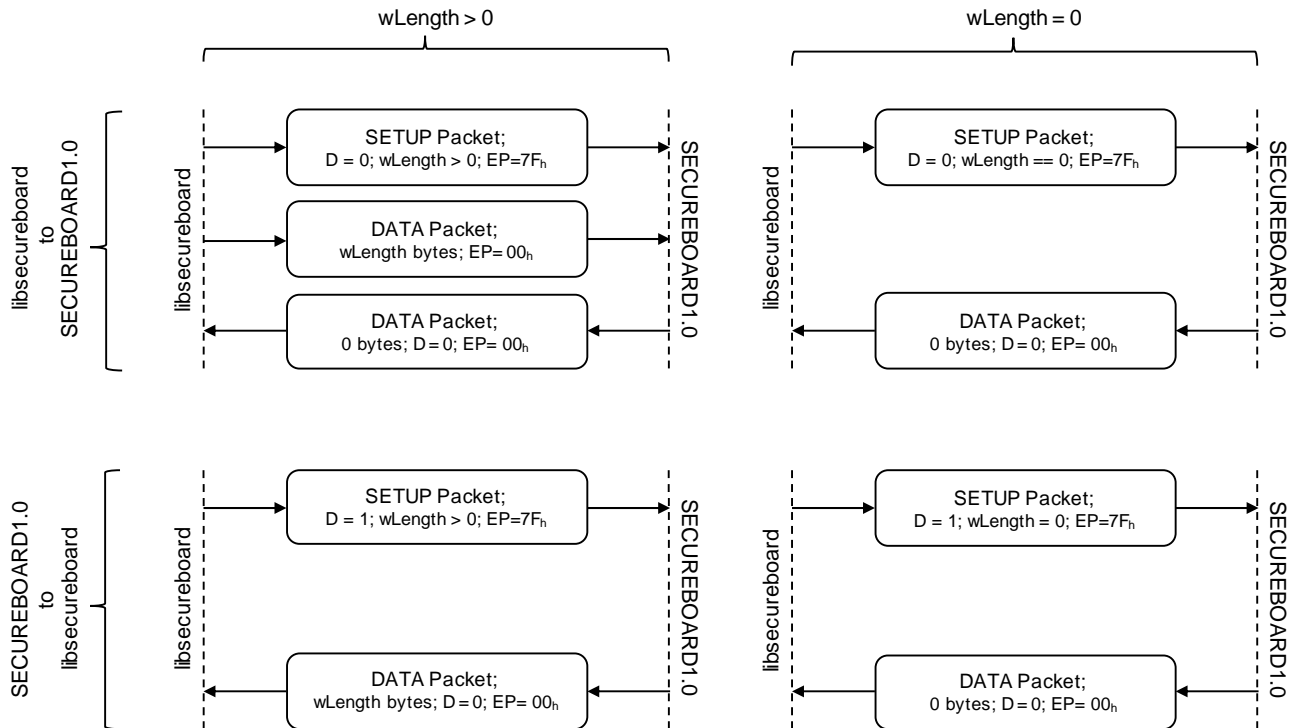 wLength > 0
wLength = 0
libsecureboard
to
SECUREBOARD1.0
libsecureboard
SETUP Packet;
D = 0; wLength > 0; EP=7Fh
DATA Packet;
wLength bytes; EP= 00h
DATA Packet;
0 bytes; D = 0; EP= 00h
SECUREBOARD1.0
libsecureboard
SETUP Packet;
D = 0; wLength == 0; EP=7Fh
DATA Packet;
0 bytes; D = 0; EP= 00h
SECUREBOARD1.0
SECUREBOARD1.0
to
libsecureboard
libsecureboard
SETUP Packet;
D = 1; wLength > 0; EP=7Fh
DATA Packet;
wLength bytes; D = 0; EP= 00h
SECUREBOARD1.0
libsecureboard
SETUP Packet;
D = 1; wLength = 0; EP=7Fh
DATA Packet;
0 bytes; D = 0; EP= 00h
SECUREBOARD1.0